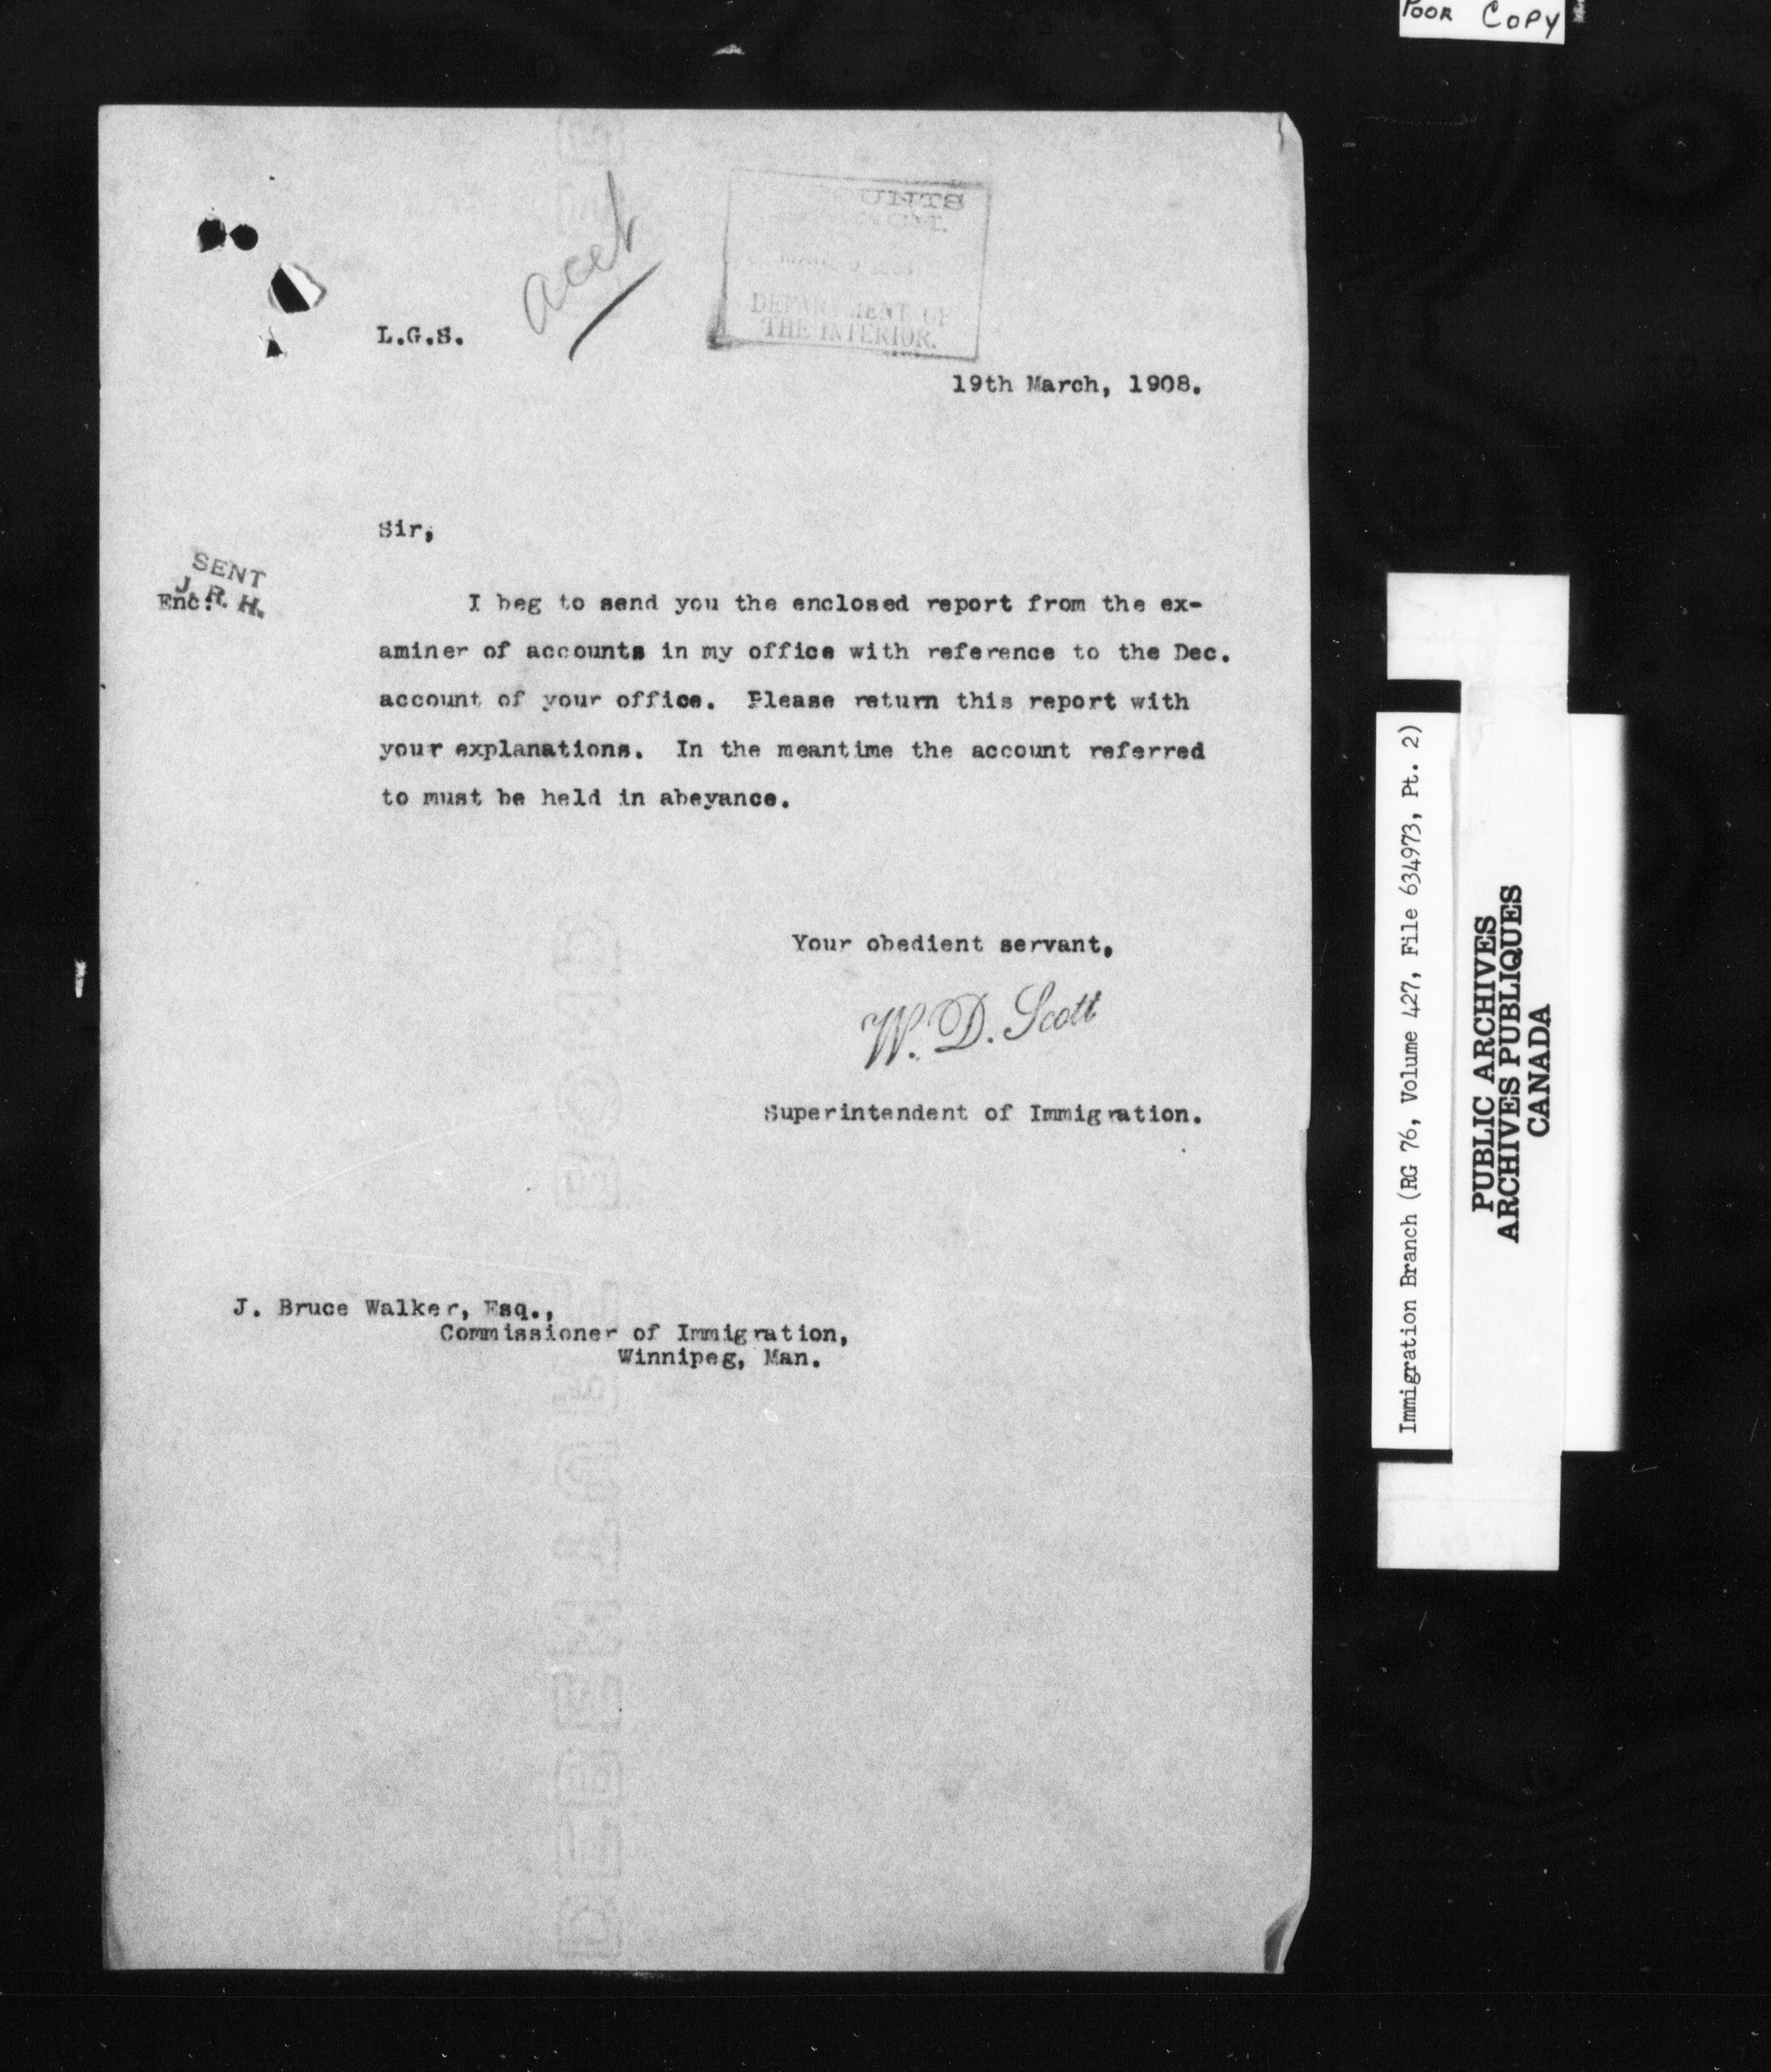 POOR COPY
acct
UNTS
DEPARTMENT OF
THE INTERIOR.
L.G.S.
19th March, 1908.
Sir,
SENT
J. R. H.
Enc.
I beg to send you the enclosed report from the ex-
aminer of accounts in my office with reference to the Dec.
account of your office. Please return this report with
your explanations. In the meantime the account referred
to must be held in abeyance.
Your obedient servant,
W. D. Scott
Superintendent of Immigration.
J. Bruce Walker, Esq.,
Commissioner of Immigration,
Winnipeg, Man.
Immigration Branch (RG 76, Volume 427, File 634973, Pt. 2)
PUBLIC ARCHIVES
ARCHIVES PUBLIQUES
CANADA